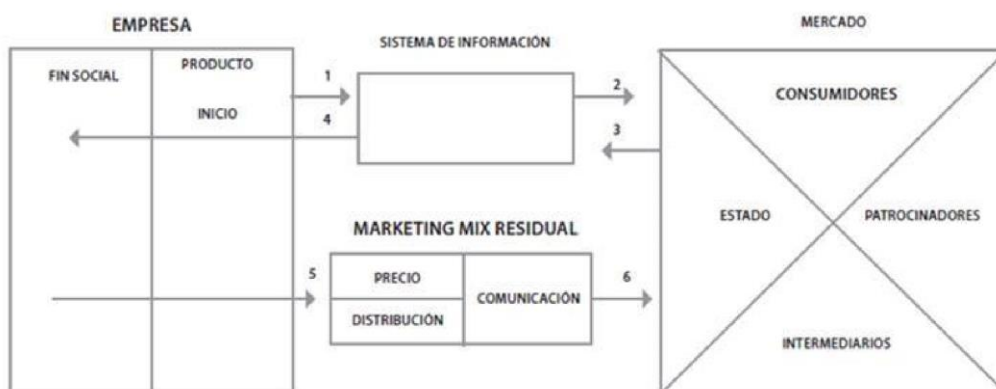 EMPRESA
SISTEMA DE INFORMACIÓN
MERCADO
FIN SOCIAL
PRODUCTO
INICIO
1
2
3
4
CONSUMIDORES
ESTADO
PATROCINADORES
INTERMEDIARIOS
MARKETING MIX RESIDUAL
5
PRECIO
DISTRIBUCIÓN
COMUNICACIÓN
6